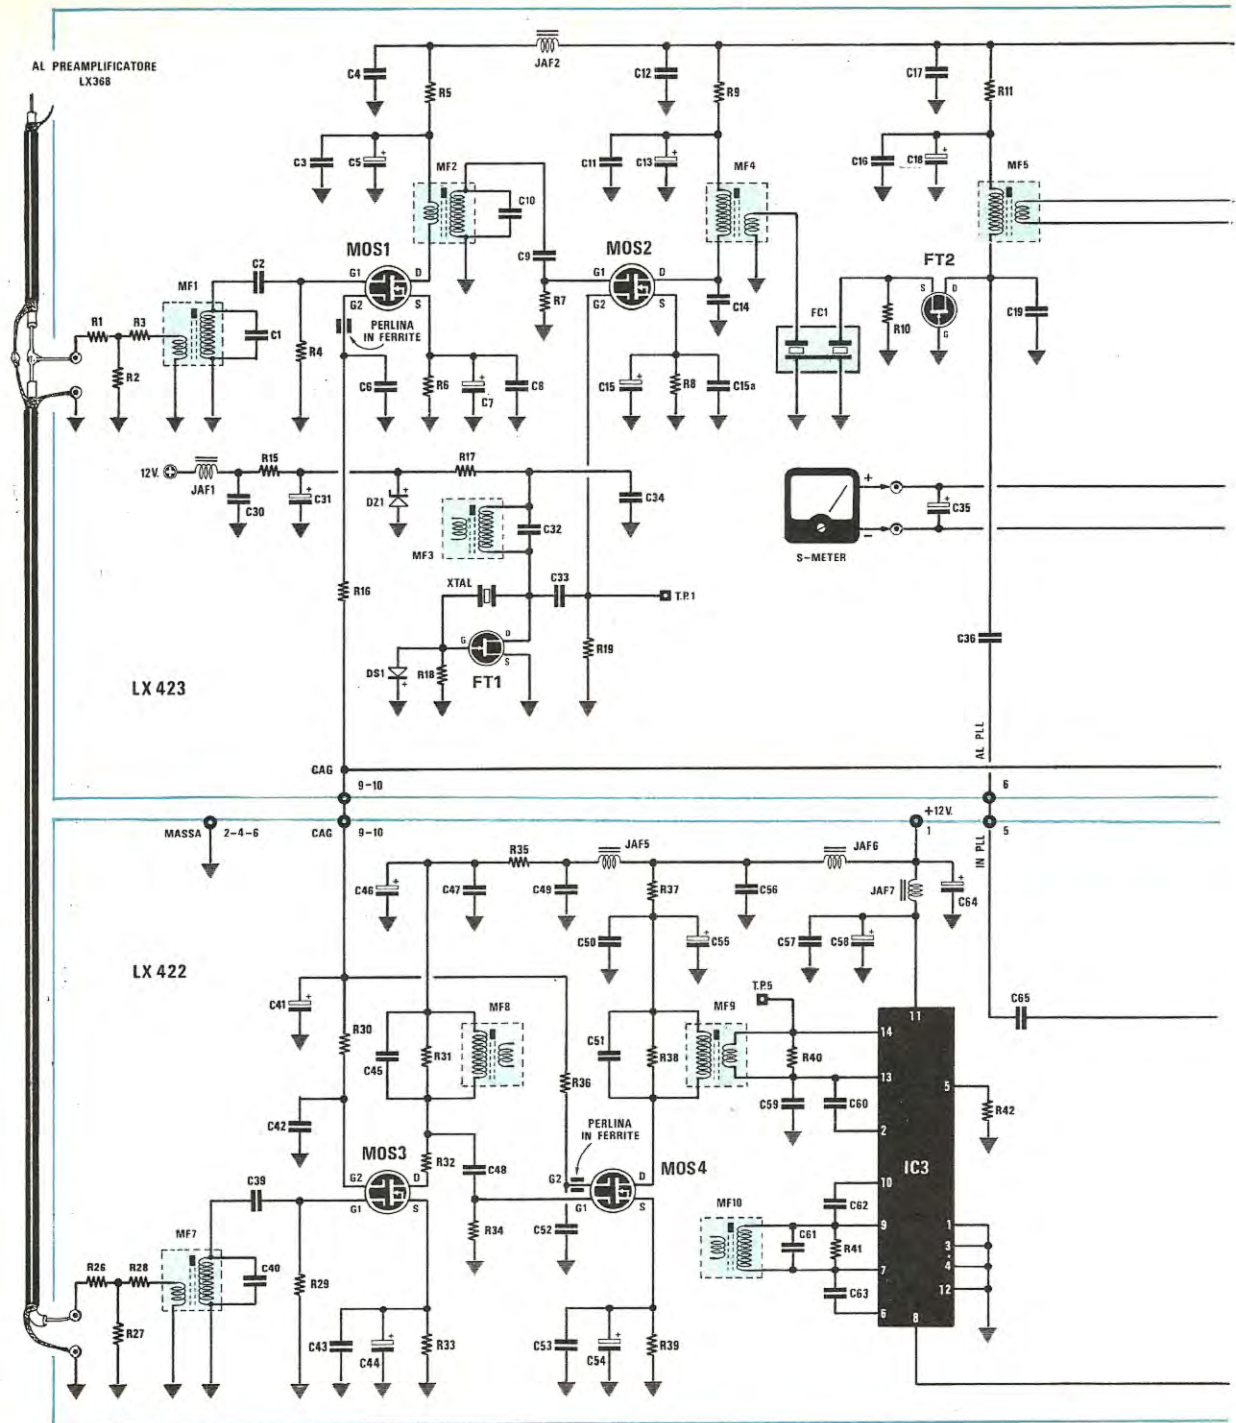 AL PREAMPLIFICATORE
LX368
C4
R5
JAF2
C12
R9
C17
R11
C3
C5
+
MF2
C10
C11
C13
+
MF4
C16
C18
+
MF5
MOS1
G1
D
G2
S
C9
R7
MOS2
G1
D
G2
S
C14
FT2
S
D
G
R10
C19
FC1
R1
R3
R2
MF1
C2
C1
R4
PERLINA
IN FERRITE
C6
R6
+
C7
C8
C15
+
R8
C15a
12V.
JAF1
R15
C30
C31
+
DZ1
+
R17
C34
MF3
C32
S-METER
+
-
C35
+
R16
XTAL
C33
T.P.1
DS1
+
R18
G
D
S
FT1
R19
C36
LX 423
AL PLL
CAG
9-10
6
MASSA
2-4-6
CAG
9-10
+12V.
1
IN PLL
5
C46
+
C47
R35
C49
JAF5
R37
C56
JAF6
JAF7
C64
+
C50
C55
+
C57
C58
+
LX 422
C41
+
R30
C45
R31
MF8
R36
C51
R38
MF9
T.P.5
R40
C59
C60
14
13
2
11
5
R42
C65
C42
MOS3
G2
D
G1
S
R32
C48
R34
PERLINA
IN FERRITE
G2
D
G1
S
MOS4
C52
IC3
10
9
7
6
8
1
3
4
12
MF10
C61
C62
R41
C63
C39
MF7
C40
R26
R28
R27
R29
C43
C44
+
R33
C53
C54
+
R39